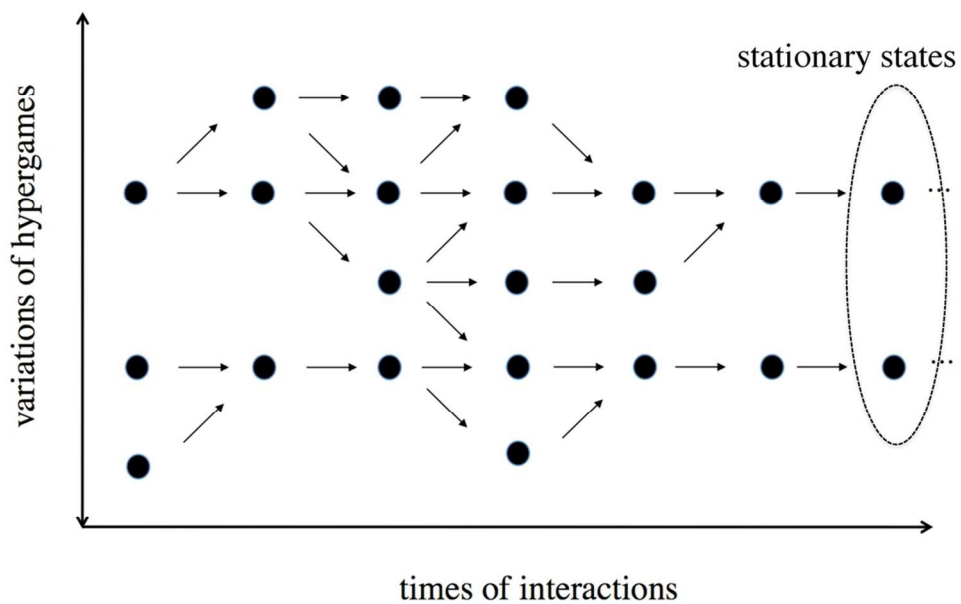 stationary states
variations of hypergames
...
...
times of interactions